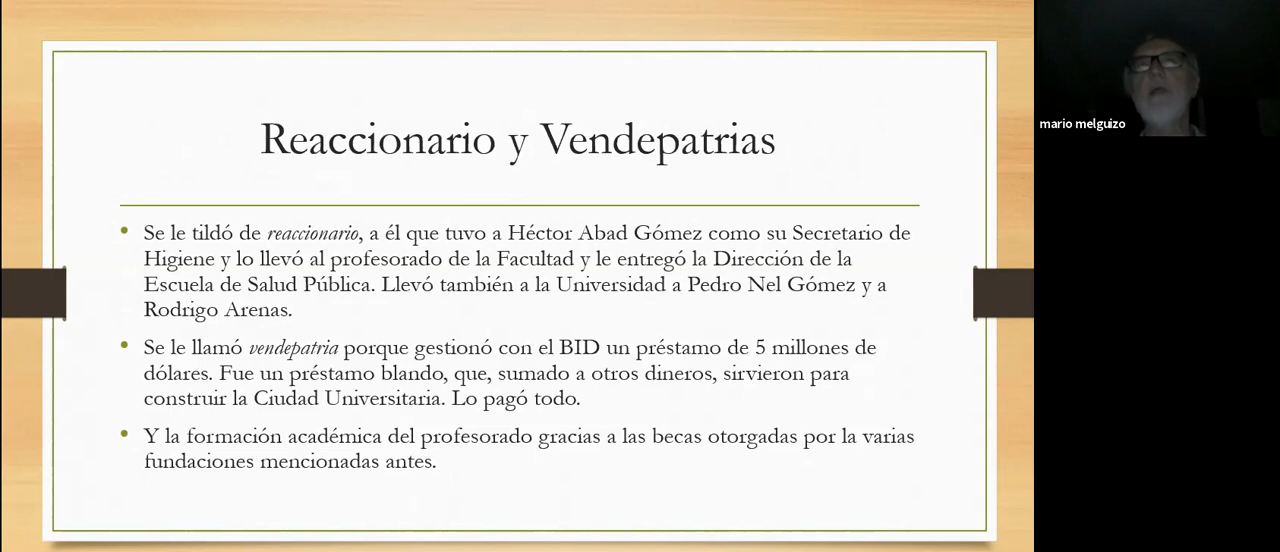 Reaccionario y Vendepatrias
Se le tildó de reaccionario, a él que tuvo a Héctor Abad Gómez como su Secretario de
Higiene y lo llevó al profesorado de la Facultad y le entregó la Dirección de la
Escuela de Salud Pública. Llevó también a la Universidad a Pedro Nel Gómez y a
Rodrigo Arenas.
Se le llamó vendepatria porque gestionó con el BID un préstamo de 5 millones de
dólares. Fue un préstamo blando, que, sumado a otros dineros, sirvieron para
construir la Ciudad Universitaria. Lo pagó todo.
Y la formación académica del profesorado gracias a las becas otorgadas por la varias
fundaciones mencionadas antes.
mario melguizo